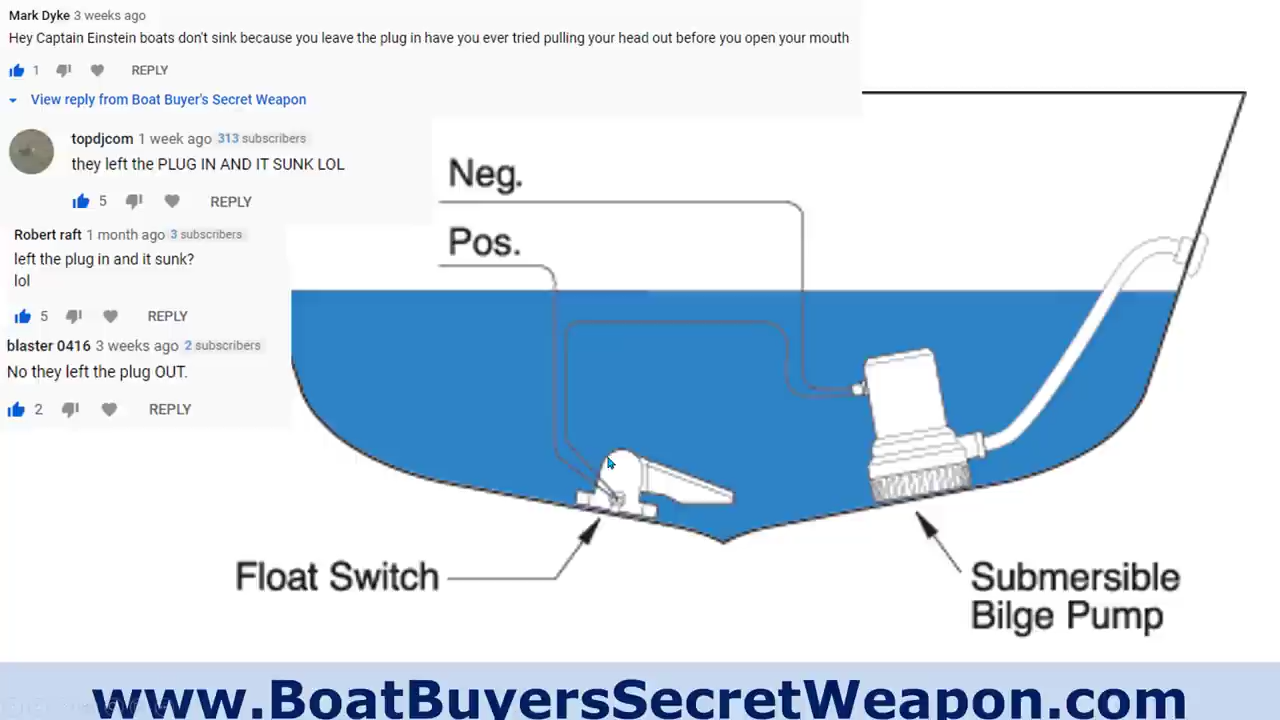 Mark Dyke 3 weeks ago
Hey Captain Einstein boats don't sink because you leave the plug in have you ever tried pulling your head out before you open your mouth
1 REPLY
View reply from Boat Buyer's Secret Weapon
topdjcom 1 week ago 313 subscribers
they left the PLUG IN AND IT SUNK LOL
5 REPLY
Robert raft 1 month ago 3 subscribers
left the plug in and it sunk?
lol
5 REPLY
blaster 0416 3 weeks ago 2 subscribers
No they left the plug OUT.
2 REPLY
Neg.
Pos.
Float Switch
Submersible
Bilge Pump
www.BoatBuyersSecretWeapon.com